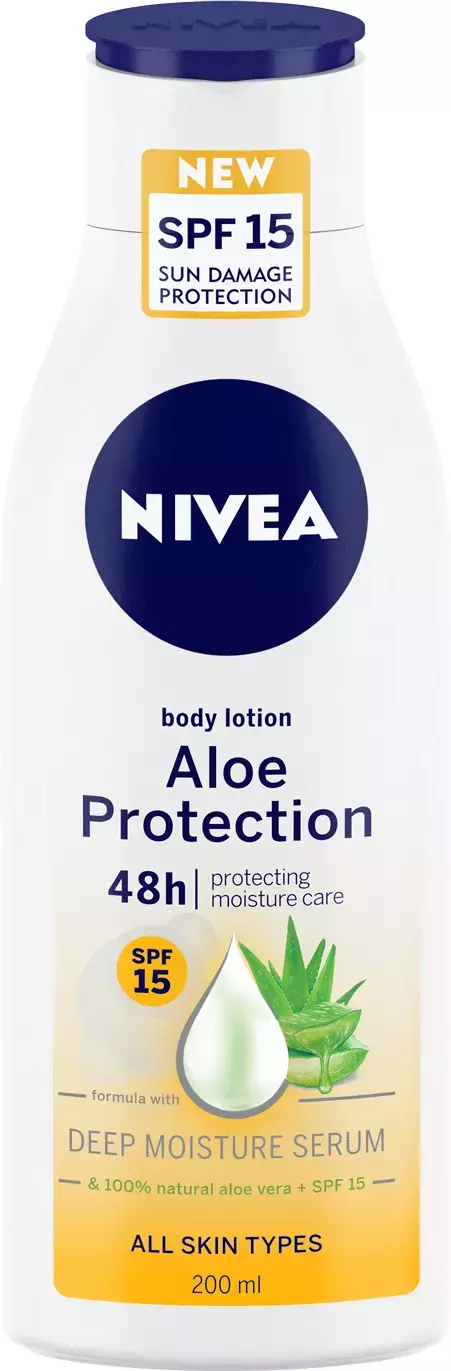 NEW
SPF 15
SUN DAMAGE
PROTECTION
NIVEA
body lotion
Aloe
Protection
48h | protecting
moisture care
SPF
15
formula with
DEEP MOISTURE SERUM
& 100% natural aloe vera + SPF 15
ALL SKIN TYPES
200 ml